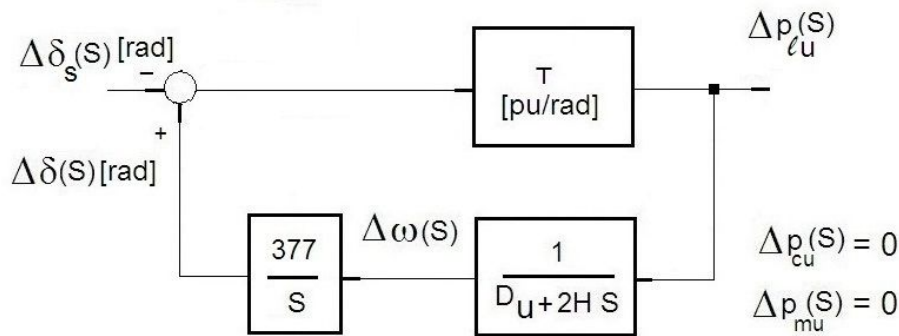 Δδs(S)[rad]
−
T
[pu/rad]
Δpℓu(S)
+
Δδ(S)[rad]
377
S
Δω(S)
1
Du+2H S
Δpcu(S) = 0
Δpmu(S) = 0